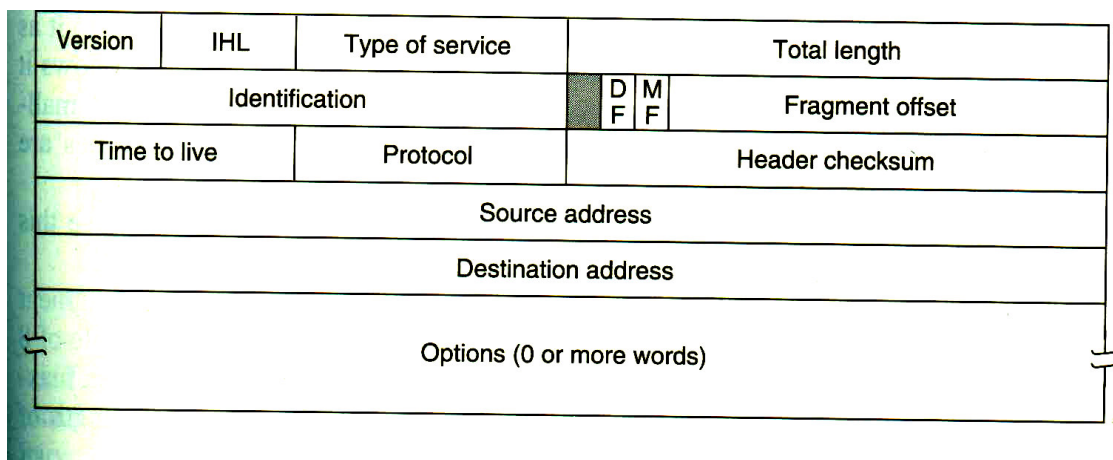 Version IHL Type of service Total length
Identification D F M F Fragment offset
Time to live Protocol Header checksum
Source address
Destination address
Options (0 or more words)